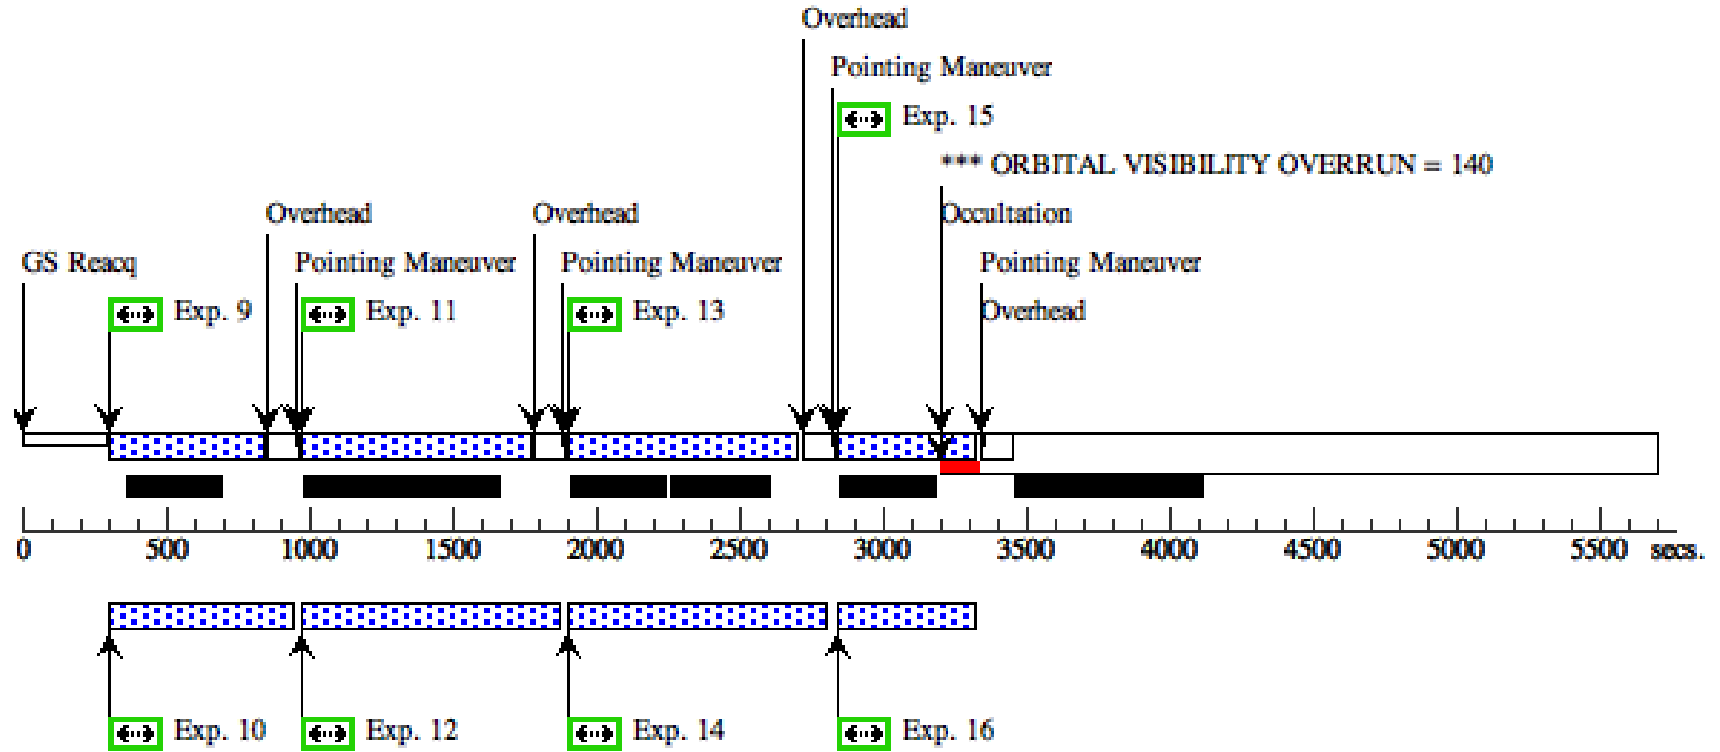 Overhead
Pointing Maneuver
Exp. 15
*** ORBITAL VISIBILITY OVERRUN = 140
Overhead
Overhead
Occultation
GS Reacq
Pointing Maneuver
Pointing Maneuver
Pointing Maneuver
Exp. 9
Exp. 11
Exp. 13
Overhead
0 500 1000 1500 2000 2500 3000 3500 4000 4500 5000 5500 secs.
Exp. 10
Exp. 12
Exp. 14
Exp. 16